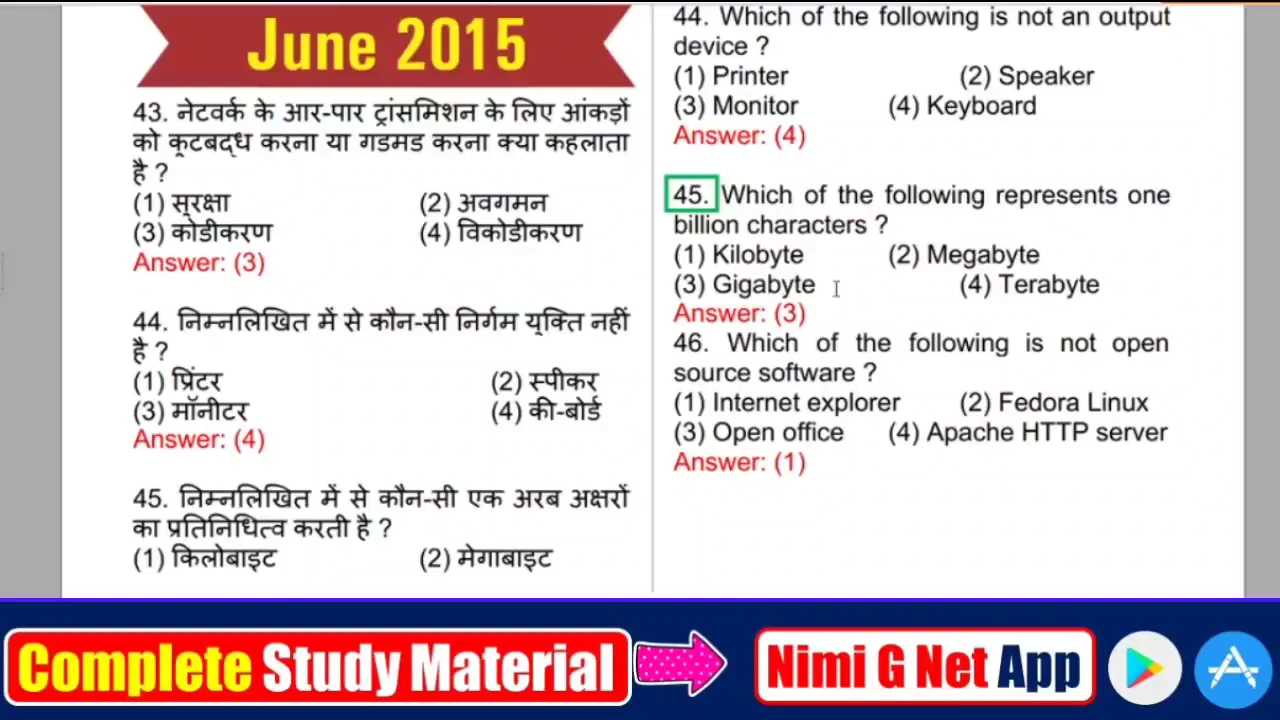 June 2015
43. नेटवर्क के आर-पार ट्रांसमिशन के लिए आंकड़ों
को कूटबद्ध करना या गडमड करना क्या कहलाता
है ?
(1) सुरक्षा (2) अवगमन
(3) कोडीकरण (4) विकोडीकरण
Answer: (3)
44. निम्नलिखित में से कौन-सी निर्गम युक्ति नहीं
है ?
(1) प्रिंटर (2) स्पीकर
(3) मॉनीटर (4) की-बोर्ड
Answer: (4)
45. निम्नलिखित में से कौन-सी एक अरब अक्षरों
का प्रतिनिधित्व करती है ?
(1) किलोबाइट (2) मेगाबाइट
44. Which of the following is not an output
device ?
(1) Printer (2) Speaker
(3) Monitor (4) Keyboard
Answer: (4)
45. Which of the following represents one
billion characters ?
(1) Kilobyte (2) Megabyte
(3) Gigabyte (4) Terabyte
Answer: (3)
46. Which of the following is not open
source software ?
(1) Internet explorer (2) Fedora Linux
(3) Open office (4) Apache HTTP server
Answer: (1)
Complete Study Material Nimi G Net App